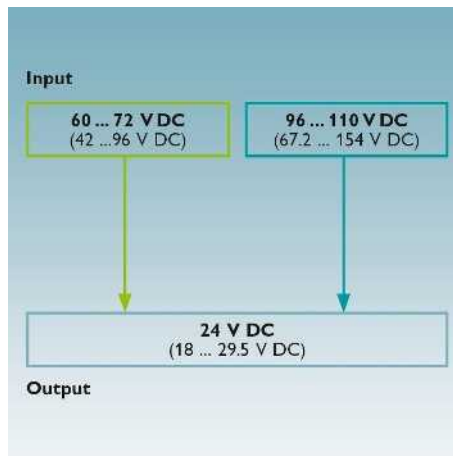 Input
60 ... 72 V DC
(42 ...96 V DC)
96 ... 110 V DC
(67.2 ... 154 V DC)
24 V DC
(18 ... 29.5 V DC)
Output